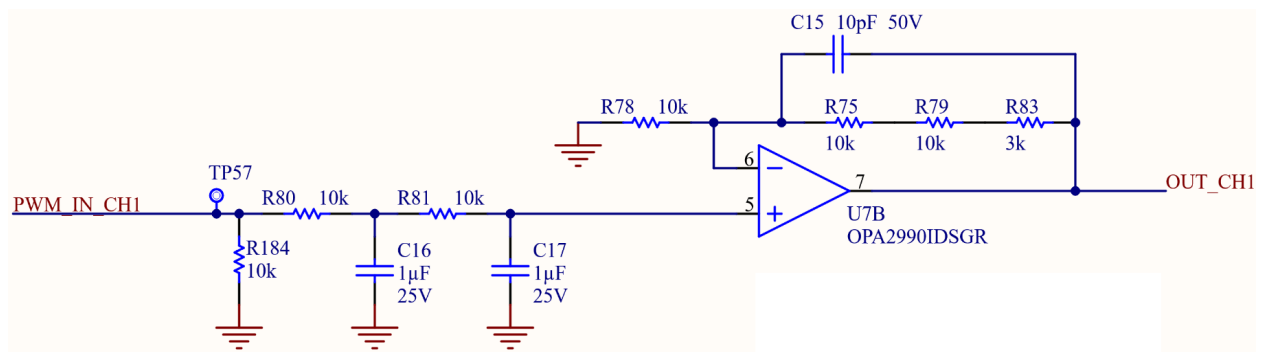 C15 10pF 50V
R78 10k
R75
R79
R83
10k
10k
3k
6
7
5
TP57
PWM_IN_CH1
R80 10k
R81 10k
OUT_CH1
U7B
OPA2990IDSGR
R184
10k
C16
1µF
25V
C17
1µF
25V